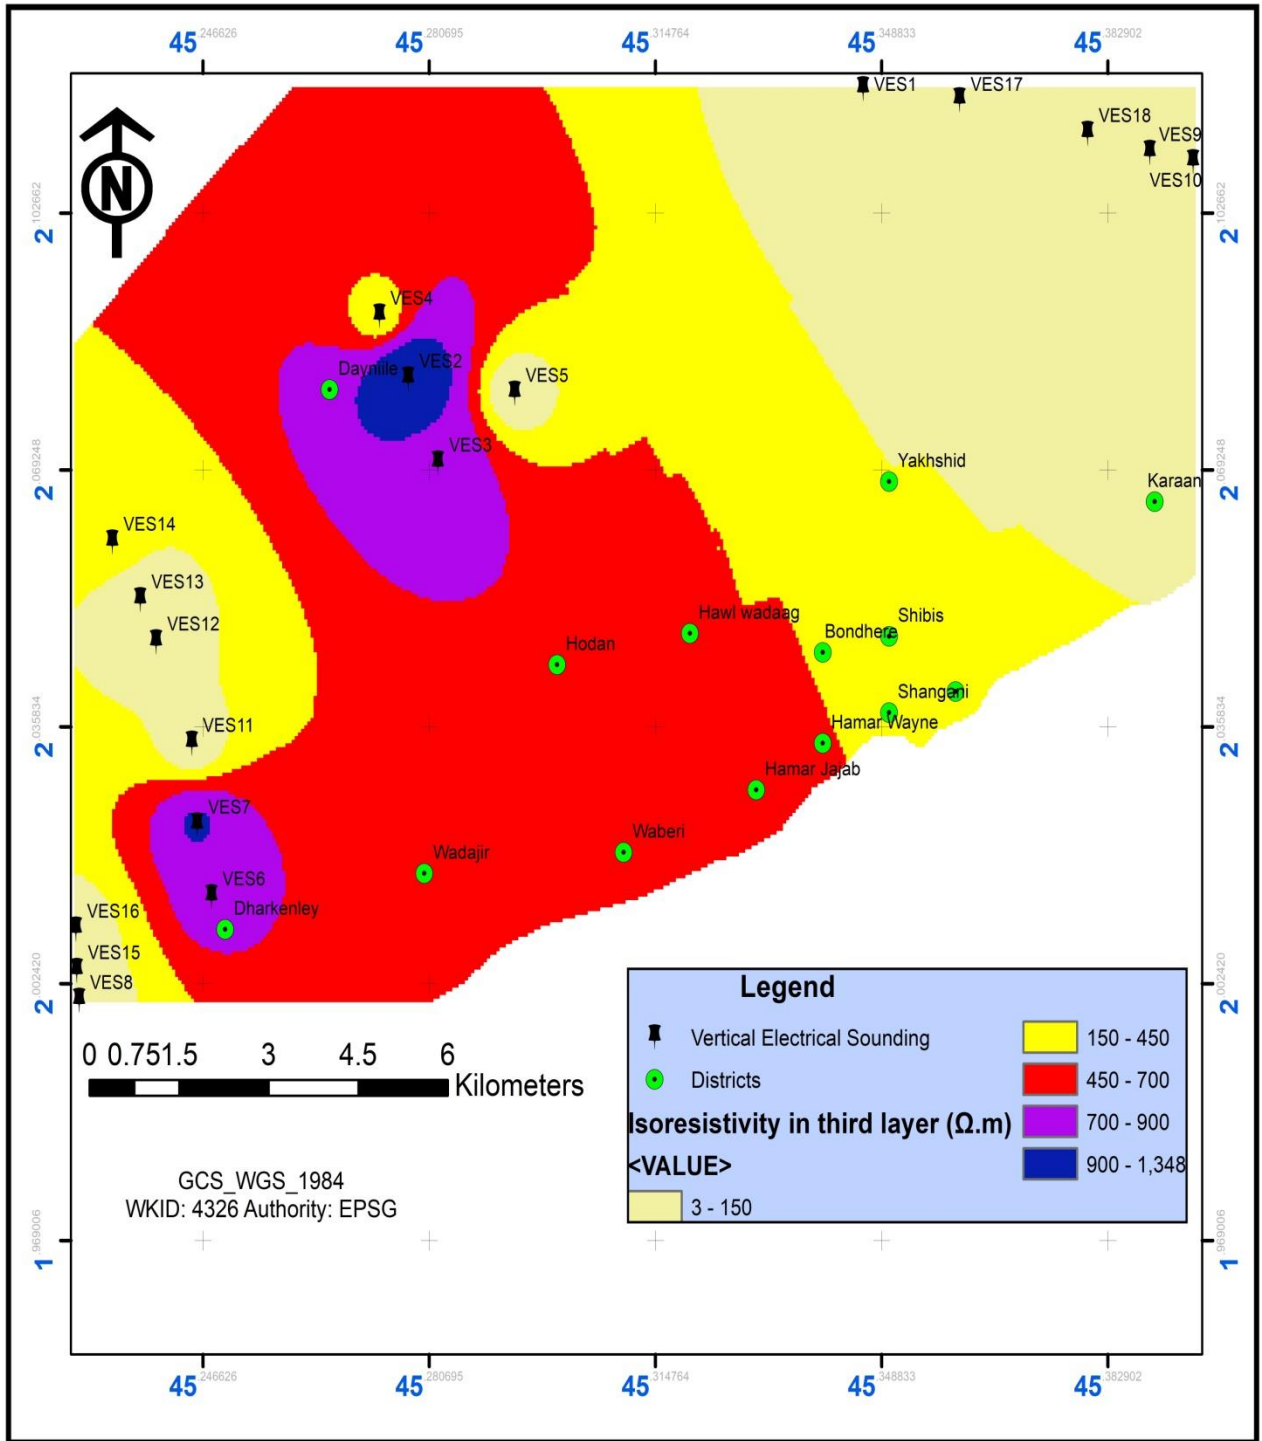 45.246626 45.280695 45.314764 45.348833 45.382902
VES1 VES17
VES18 VES9
VES10
N
2.102662 2.102662
VES4
VES2
Dayniile
VES5
VES3
2.069248 2.069248
Yakhshid
Karaan
VES14
VES13
VES12
Hawl wadaag
Shibis
Bondhere
Hodan
Shangani
VES11
Hamar Wayne
2.035834 2.035834
Hamar Jajab
VES7
Waberi
Wadajir
VES6
Dharkenley
VES16
VES15
VES8
2.002420 2.002420
Legend
Vertical Electrical Sounding
Districts
Isoresistivity in third layer (Ω.m)
<VALUE>
3 - 150
150 - 450
450 - 700
700 - 900
900 - 1,348
0 0.75 1.5 3 4.5 6
Kilometers
GCS_WGS_1984
WKID: 4326 Authority: EPSG
1.969006 1.969006
45.246626 45.280695 45.314764 45.348833 45.382902